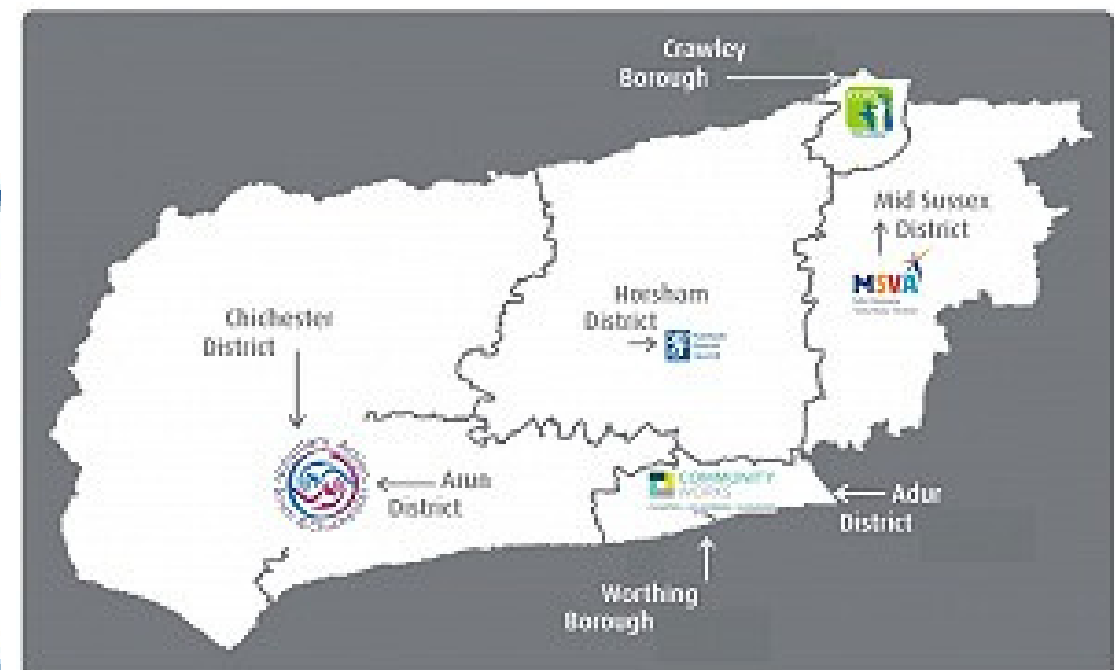 Crawley
Borough
Mid Sussex
District
MSVA
Horsham
District
Chichester
District
Arun
District
COMMUNITY
WORKS
Adur
District
Worthing
Borough